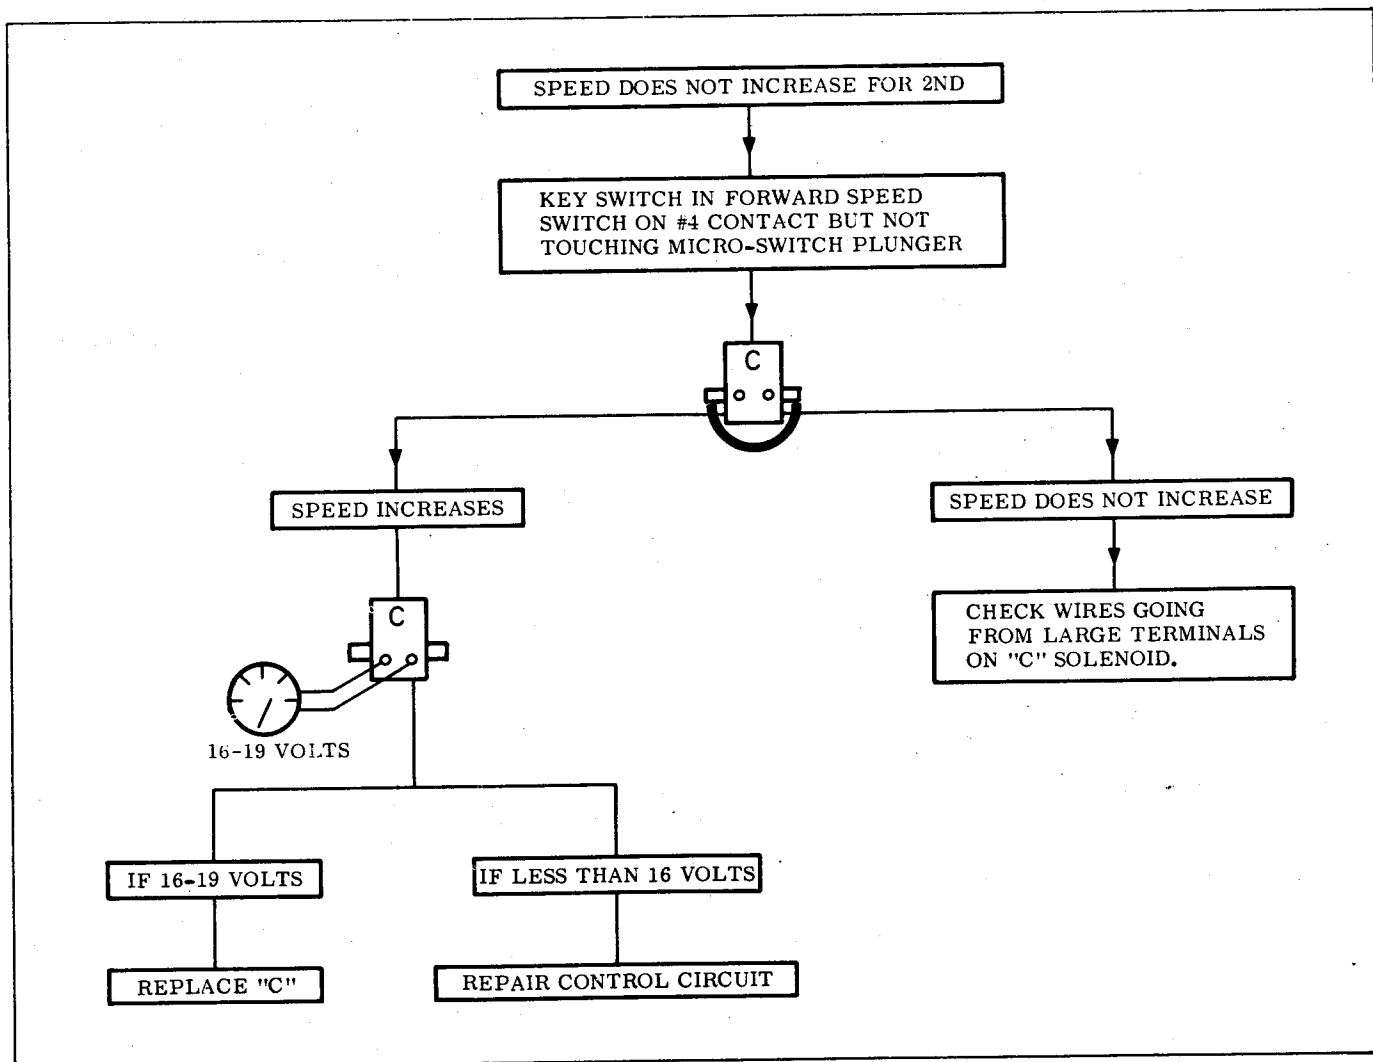 SPEED DOES NOT INCREASE FOR 2ND
KEY SWITCH IN FORWARD SPEED
SWITCH ON #4 CONTACT BUT NOT
TOUCHING MICRO-SWITCH PLUNGER
C
SPEED INCREASES
SPEED DOES NOT INCREASE
C
CHECK WIRES GOING
FROM LARGE TERMINALS
ON "C" SOLENOID.
16-19 VOLTS
IF 16-19 VOLTS
IF LESS THAN 16 VOLTS
REPLACE "C"
REPAIR CONTROL CIRCUIT